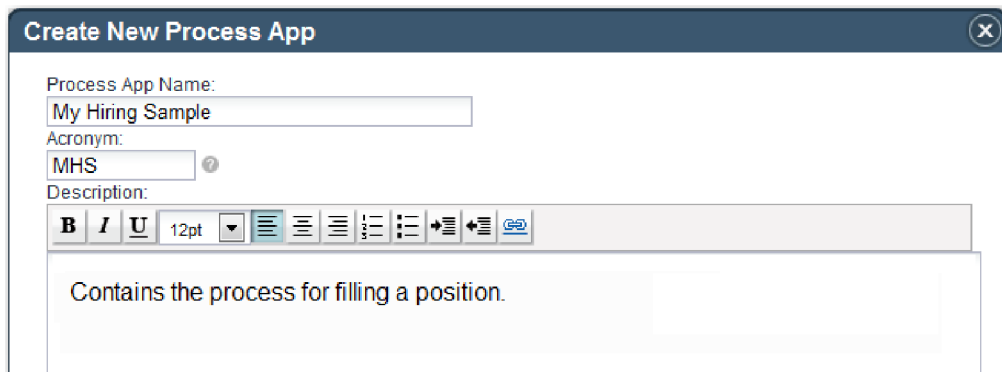 Create New Process App
Process App Name:
My Hiring Sample
Acronym:
MHS
Description:
B I U 12pt
Contains the process for filling a position.